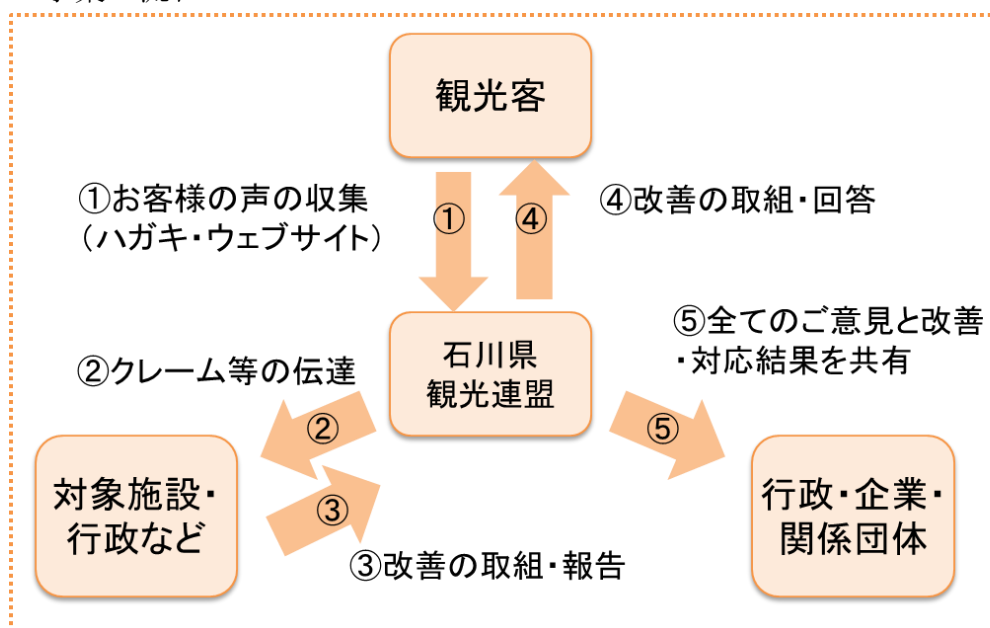 観光客
①お客様の声の収集
（ハガキ・ウェブサイト）
①
④
④改善の取組・回答
石川県
観光連盟
⑤全てのご意見と改善
・対応結果を共有
②クレーム等の伝達
②
⑤
対象施設・
行政など
③
③改善の取組・報告
行政・企業・
関係団体